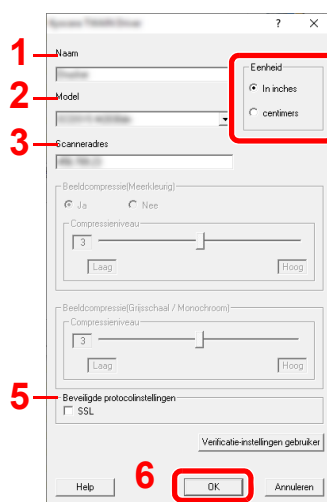 ? ×
1 Naam
Eenheid
In inches
2 Model
centimers
3 Scanneradres
Beeldcompressie(Meerkleurig)
Ja Nee
Compressieniveau
3
Laag Hoog
Beeldcompressie(Grijsschaal / Monochroom)
Compressieniveau
3
Laag Hoog
5 Beveiligde protocolinstellingen
SSL
Verificatie-instellingen gebruiker
6
Help OK Annuleren